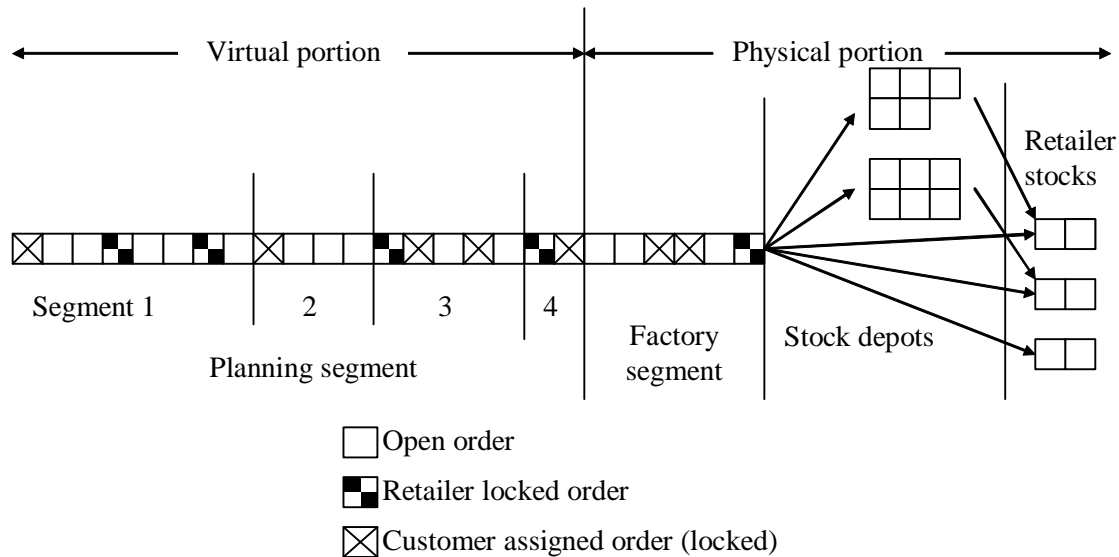 Virtual portion
Physical portion
Retailer
stocks
Segment 1
2
3
4
Planning segment
Factory
segment
Stock depots
Open order
Retailer locked order
Customer assigned order (locked)